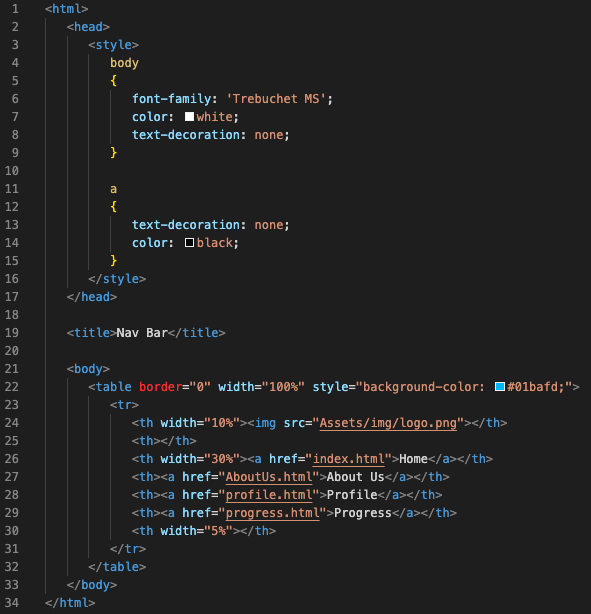 1 <html>
2 <head>
3 <style>
4 body
5 {
6 font-family: 'Trebuchet MS';
7 color: white;
8 text-decoration: none;
9 }
10
11 a
12 {
13 text-decoration: none;
14 color: black;
15 }
16 </style>
17 </head>
18
19 <title>Nav Bar</title>
20
21 <body>
22 <table border="0" width="100%" style="background-color: #01bafd;">
23 <tr>
24 <th width="10%"><img src="Assets/img/logo.png"></th>
25 <th></th>
26 <th width="30%"><a href="index.html">Home</a></th>
27 <th><a href="AboutUs.html">About Us</a></th>
28 <th><a href="profile.html">Profile</a></th>
29 <th><a href="progress.html">Progress</a></th>
30 <th width="5%"></th>
31 </tr>
32 </table>
33 </body>
34 </html>